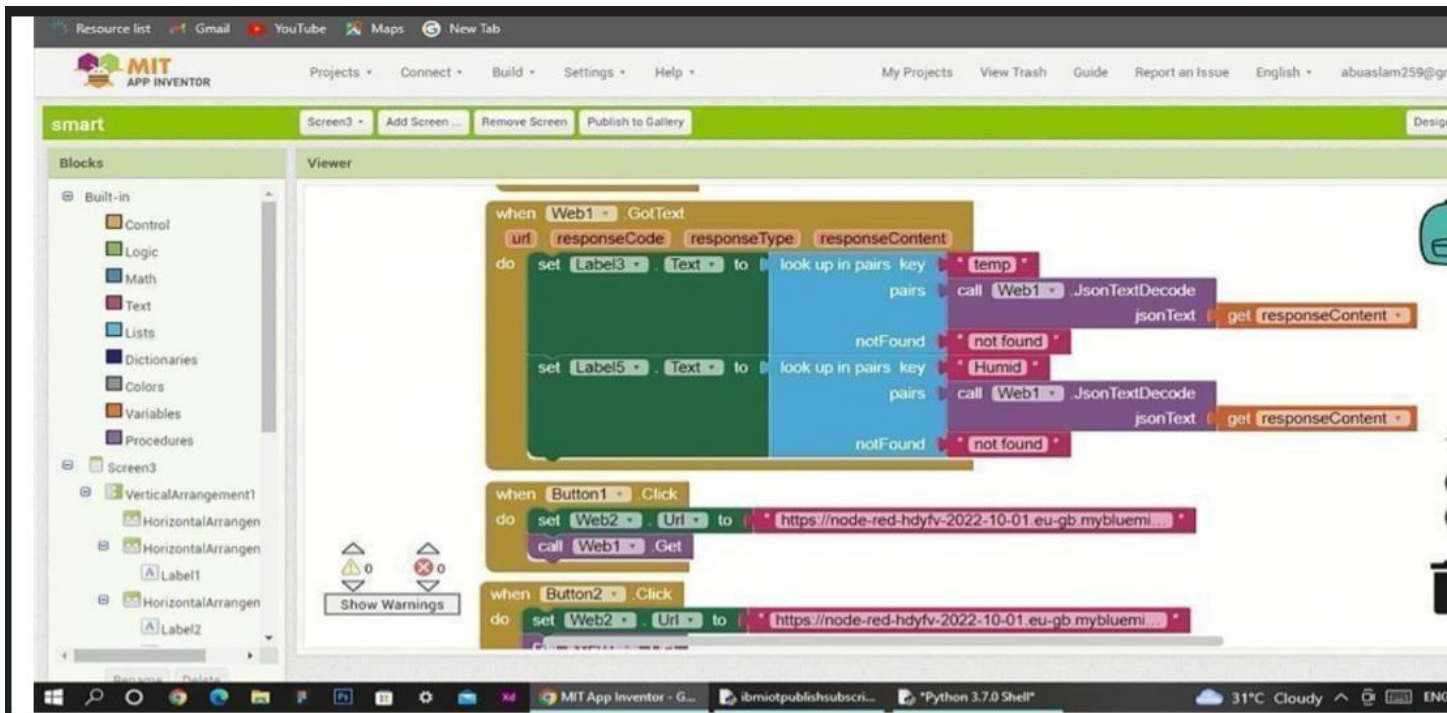 Resource list Gmail YouTube Maps New Tab
MIT
APP INVENTOR
Projects Connect Build Settings Help My Projects View Trash Guide Report an Issue English abuaslam259@gm
smart Screen3 Add Screen ... Remove Screen Publish to Gallery Design
Blocks Viewer
Built-in
Control
Logic
Math
Text
Lists
Dictionaries
Colors
Variables
Procedures
Screen3
VerticalArrangement1
HorizontalArrangen
HorizontalArrangen
Label1
HorizontalArrangen
Label2
Rename Delete
when Web1 .GotText
url responseCode responseType responseContent
do set Label3 . Text to look up in pairs key " temp "
pairs call Web1 .JsonTextDecode
jsonText get responseContent
notFound " not found "
set Label5 . Text to look up in pairs key " Humid "
pairs call Web1 .JsonTextDecode
jsonText get responseContent
notFound " not found "
when Button1 .Click
do set Web2 . Url to " https://node-red-hdyfv-2022-10-01.eu-gb.mybluemi... "
call Web1 .Get
when Button2 .Click
do set Web2 . Url to " https://node-red-hdyfv-2022-10-01.eu-gb.mybluemi... "
0 0
Show Warnings
MIT App Inventor - G... ibmiotpublishsubscri... *Python 3.7.0 Shell* 31°C Cloudy ENG